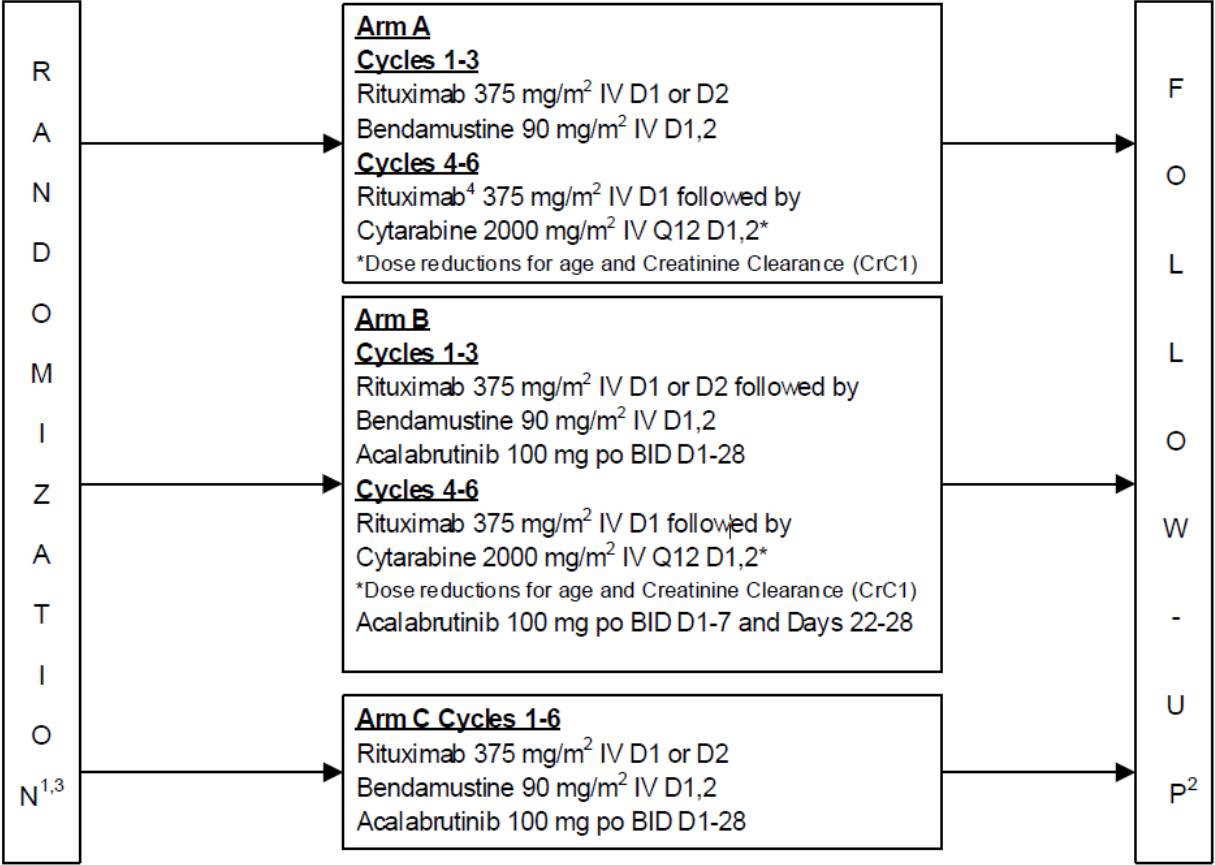 RANDOMIZATION1,3
Arm A
Cycles 1-3
Rituximab 375 mg/m2 IV D1 or D2
Bendamustine 90 mg/m2 IV D1,2
Cycles 4-6
Rituximab4 375 mg/m2 IV D1 followed by
Cytarabine 2000 mg/m2 IV Q12 D1,2*
*Dose reductions for age and Creatinine Clearance (CrC1)
Arm B
Cycles 1-3
Rituximab 375 mg/m2 IV D1 or D2 followed by
Bendamustine 90 mg/m2 IV D1,2
Acalabrutinib 100 mg po BID D1-28
Cycles 4-6
Rituximab 375 mg/m2 IV D1 followed by
Cytarabine 2000 mg/m2 IV Q12 D1,2*
*Dose reductions for age and Creatinine Clearance (CrC1)
Acalabrutinib 100 mg po BID D1-7 and Days 22-28
Arm C Cycles 1-6
Rituximab 375 mg/m2 IV D1 or D2
Bendamustine 90 mg/m2 IV D1,2
Acalabrutinib 100 mg po BID D1-28
FOLLOW-UP2